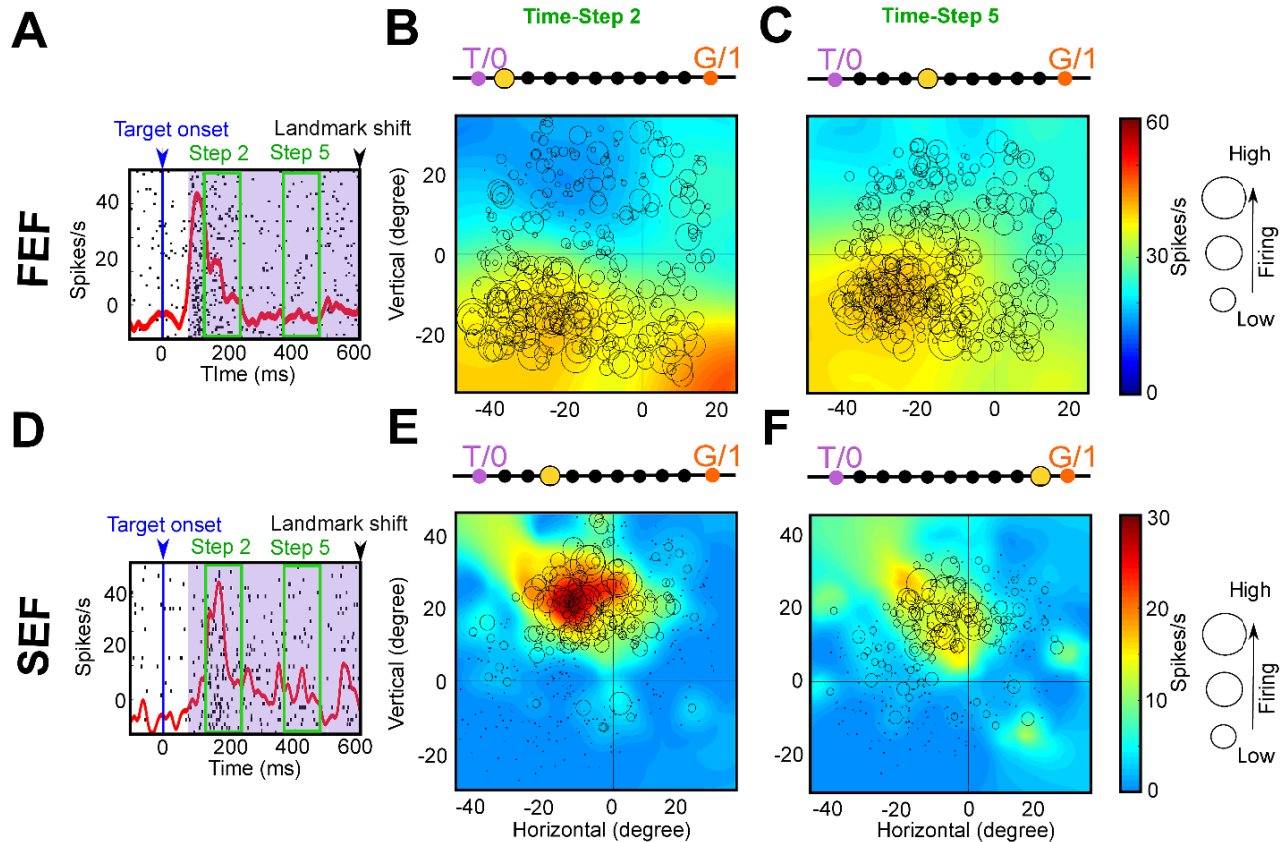 A
B
Time-Step 2
C
Time-Step 5
T/0
G/1
T/0
G/1
Target onset
Landmark shift
Step 2
Step 5
FEF
Spikes/s
40
20
0
0
200
400
600
TIme (ms)
Vertical (degree)
20
0
-20
-40
-20
0
20
-40
-20
0
20
60
30
0
Spikes/s
High
Firing
Low
D
E
F
T/0
G/1
T/0
G/1
Target onset
Landmark shift
Step 2
Step 5
SEF
Spikes/s
40
20
0
0
200
400
600
Time (ms)
Vertical (degree)
40
20
0
-20
-40
-20
0
20
Horizontal (degree)
40
20
0
-20
-40
-20
0
20
Horizontal (degree)
30
20
10
0
Spikes/s
High
Firing
Low